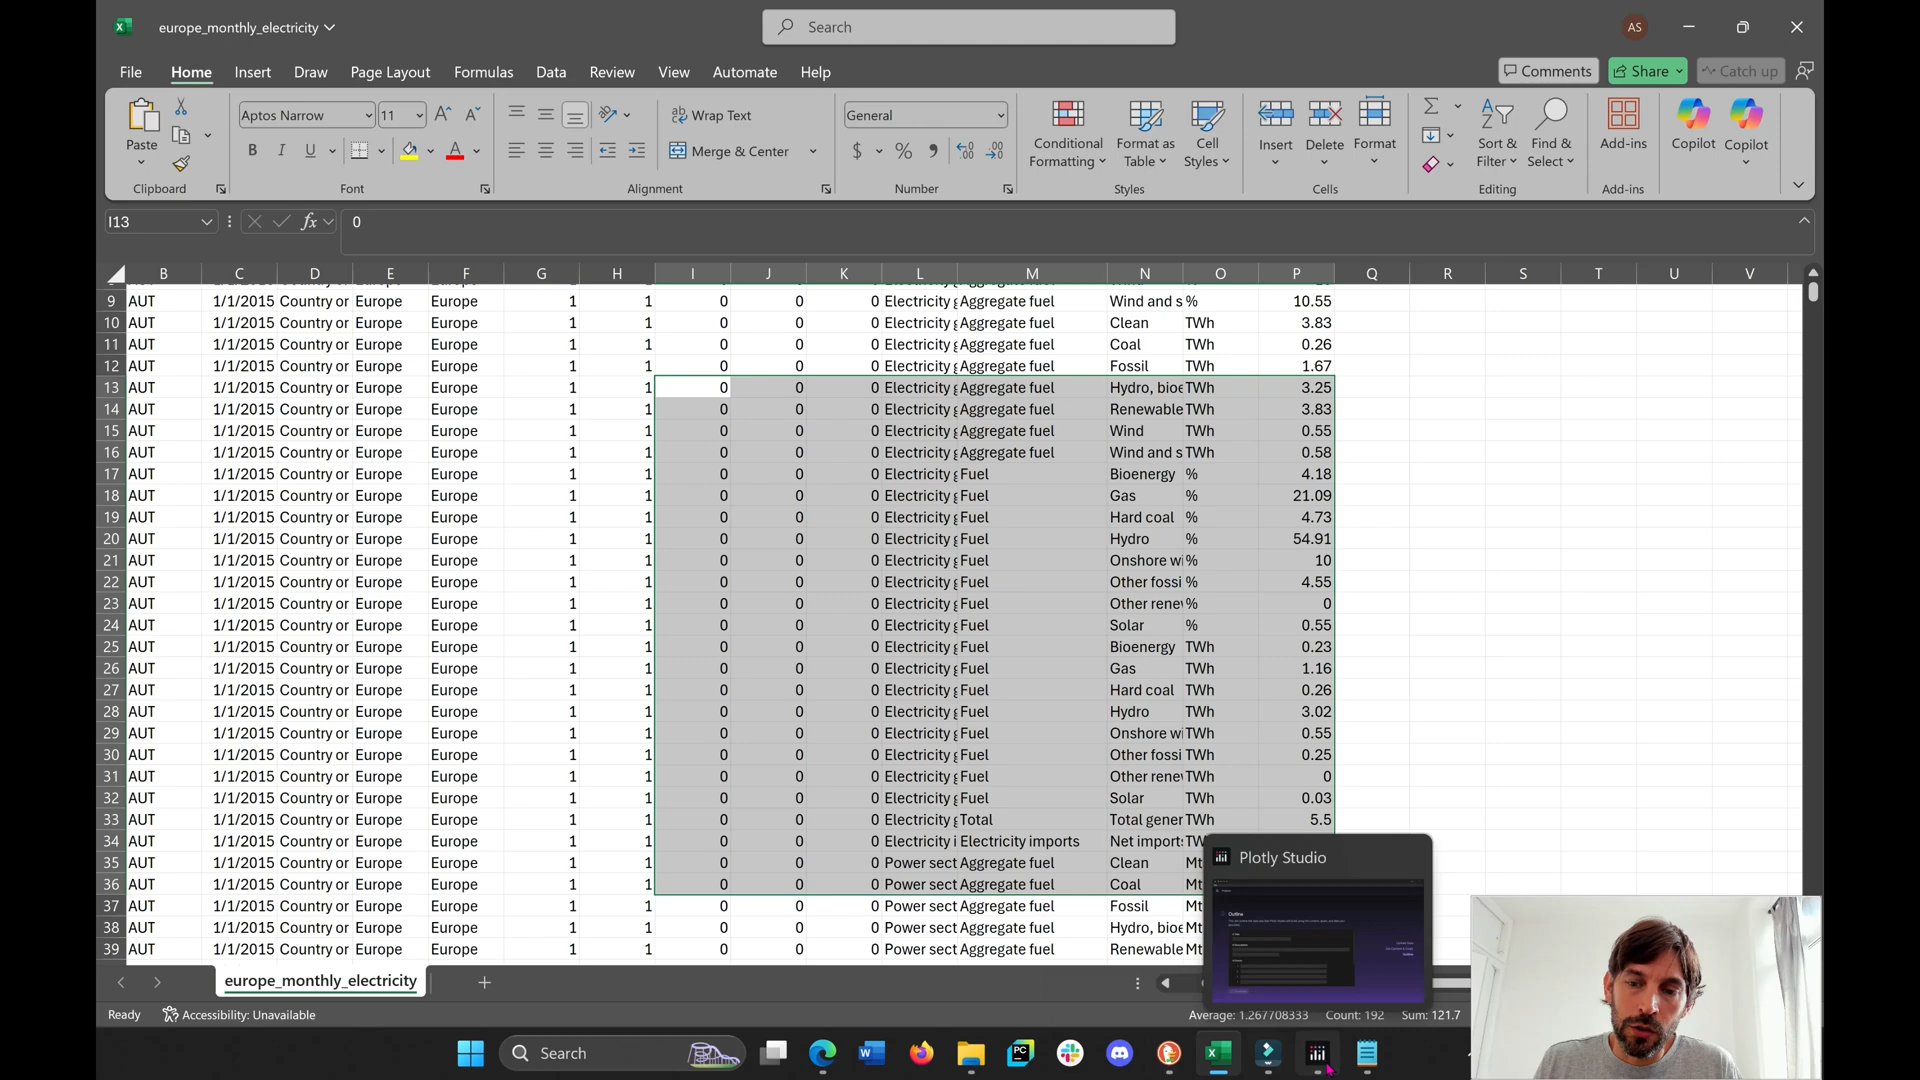 europe_monthly_electricity
Search
AS
File Home Insert Draw Page Layout Formulas Data Review View Automate Help
Comments Share Catch up
Paste
Aptos Narrow 11
B I U
Wrap Text
Merge & Center
General
$ %
Conditional Formatting
Format as Table
Cell Styles
Insert
Delete
Format
Sort & Filter
Find & Select
Add-ins
Copilot
Copilot
Clipboard Font Alignment Number Styles Cells Editing Add-ins
I13 fx 0
B C D E F G H I J K L M N O P Q R S T U V
9 AUT 1/1/2015 Country or Europe Europe 1 1 0 0 0 Electricity g Aggregate fuel Wind and s % 10.55
10 AUT 1/1/2015 Country or Europe Europe 1 1 0 0 0 Electricity g Aggregate fuel Clean TWh 3.83
11 AUT 1/1/2015 Country or Europe Europe 1 1 0 0 0 Electricity g Aggregate fuel Coal TWh 0.26
12 AUT 1/1/2015 Country or Europe Europe 1 1 0 0 0 Electricity g Aggregate fuel Fossil TWh 1.67
13 AUT 1/1/2015 Country or Europe Europe 1 1 0 0 0 Electricity g Aggregate fuel Hydro, bioe TWh 3.25
14 AUT 1/1/2015 Country or Europe Europe 1 1 0 0 0 Electricity g Aggregate fuel Renewable TWh 3.83
15 AUT 1/1/2015 Country or Europe Europe 1 1 0 0 0 Electricity g Aggregate fuel Wind TWh 0.55
16 AUT 1/1/2015 Country or Europe Europe 1 1 0 0 0 Electricity g Aggregate fuel Wind and s TWh 0.58
17 AUT 1/1/2015 Country or Europe Europe 1 1 0 0 0 Electricity g Fuel Bioenergy % 4.18
18 AUT 1/1/2015 Country or Europe Europe 1 1 0 0 0 Electricity g Fuel Gas % 21.09
19 AUT 1/1/2015 Country or Europe Europe 1 1 0 0 0 Electricity g Fuel Hard coal % 4.73
20 AUT 1/1/2015 Country or Europe Europe 1 1 0 0 0 Electricity g Fuel Hydro % 54.91
21 AUT 1/1/2015 Country or Europe Europe 1 1 0 0 0 Electricity g Fuel Onshore wi % 10
22 AUT 1/1/2015 Country or Europe Europe 1 1 0 0 0 Electricity g Fuel Other fossi % 4.55
23 AUT 1/1/2015 Country or Europe Europe 1 1 0 0 0 Electricity g Fuel Other renew % 0
24 AUT 1/1/2015 Country or Europe Europe 1 1 0 0 0 Electricity g Fuel Solar % 0.55
25 AUT 1/1/2015 Country or Europe Europe 1 1 0 0 0 Electricity g Fuel Bioenergy TWh 0.23
26 AUT 1/1/2015 Country or Europe Europe 1 1 0 0 0 Electricity g Fuel Gas TWh 1.16
27 AUT 1/1/2015 Country or Europe Europe 1 1 0 0 0 Electricity g Fuel Hard coal TWh 0.26
28 AUT 1/1/2015 Country or Europe Europe 1 1 0 0 0 Electricity g Fuel Hydro TWh 3.02
29 AUT 1/1/2015 Country or Europe Europe 1 1 0 0 0 Electricity g Fuel Onshore wi TWh 0.55
30 AUT 1/1/2015 Country or Europe Europe 1 1 0 0 0 Electricity g Fuel Other fossi TWh 0.25
31 AUT 1/1/2015 Country or Europe Europe 1 1 0 0 0 Electricity g Fuel Other renew TWh 0
32 AUT 1/1/2015 Country or Europe Europe 1 1 0 0 0 Electricity g Fuel Solar TWh 0.03
33 AUT 1/1/2015 Country or Europe Europe 1 1 0 0 0 Electricity g Total Total gener TWh 5.5
34 AUT 1/1/2015 Country or Europe Europe 1 1 0 0 0 Electricity i Electricity imports Net import TW
35 AUT 1/1/2015 Country or Europe Europe 1 1 0 0 0 Power sect Aggregate fuel Clean Mt
36 AUT 1/1/2015 Country or Europe Europe 1 1 0 0 0 Power sect Aggregate fuel Coal Mt
37 AUT 1/1/2015 Country or Europe Europe 1 1 0 0 0 Power sect Aggregate fuel Fossil Mt
38 AUT 1/1/2015 Country or Europe Europe 1 1 0 0 0 Power sect Aggregate fuel Hydro, bioe Mt
39 AUT 1/1/2015 Country or Europe Europe 1 1 0 0 0 Power sect Aggregate fuel Renewable Mt
Plotly Studio
Outline
europe_monthly_electricity
Ready Accessibility: Unavailable Average: 1.267708333 Count: 192 Sum: 121.7
Search